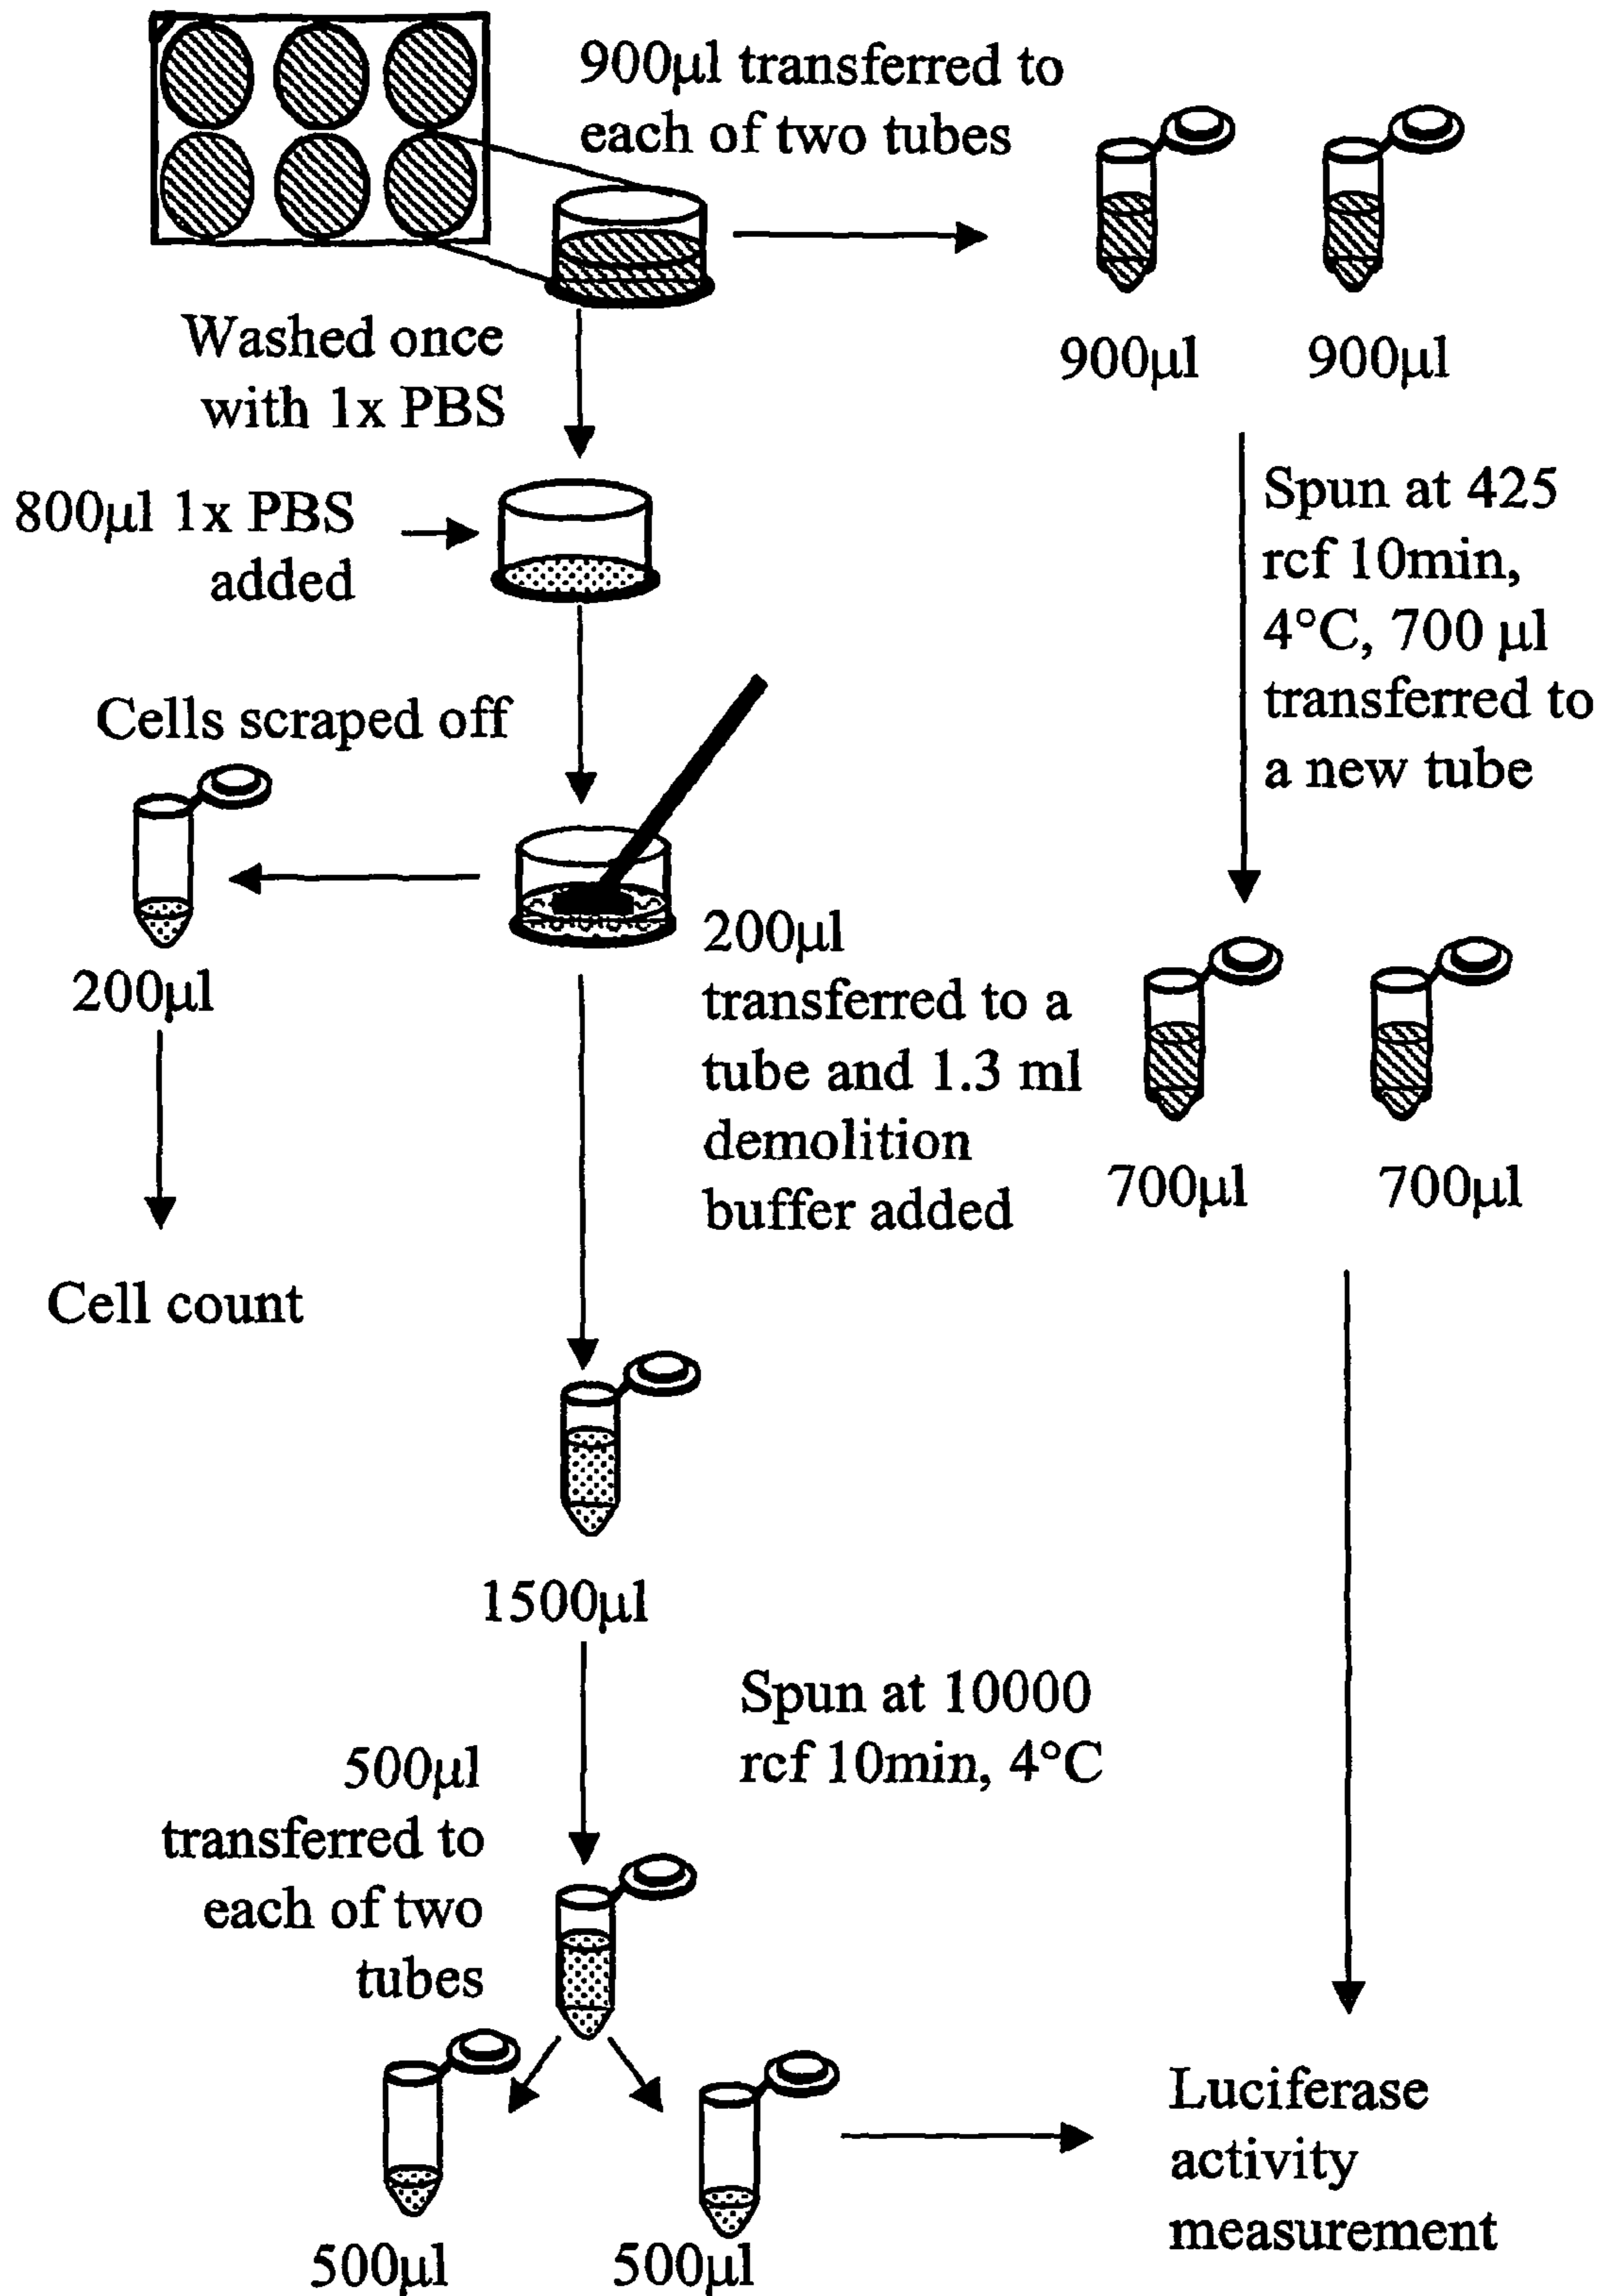 900µl transferred to
each of two tubes
900µl
900µl
Washed once
with 1x PBS
800µl 1x PBS
added
Spun at 425
rcf 10min,
4°C, 700 µl
transferred to
a new tube
Cells scraped off
200µl
Cell count
200µl
transferred to a
tube and 1.3 ml
demolition
buffer added
700µl
700µl
1500µl
Spun at 10000
rcf 10min, 4°C
500µl
transferred to
each of two
tubes
500µl
500µl
Luciferase
activity
measurement